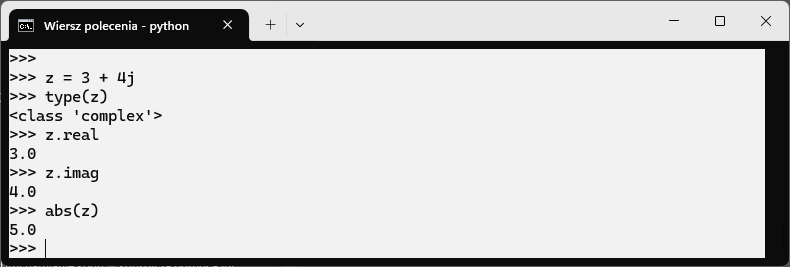 Wiersz polecenia - python
>>>
>>> z = 3 + 4j
>>> type(z)
<class 'complex'>
>>> z.real
3.0
>>> z.imag
4.0
>>> abs(z)
5.0
>>>